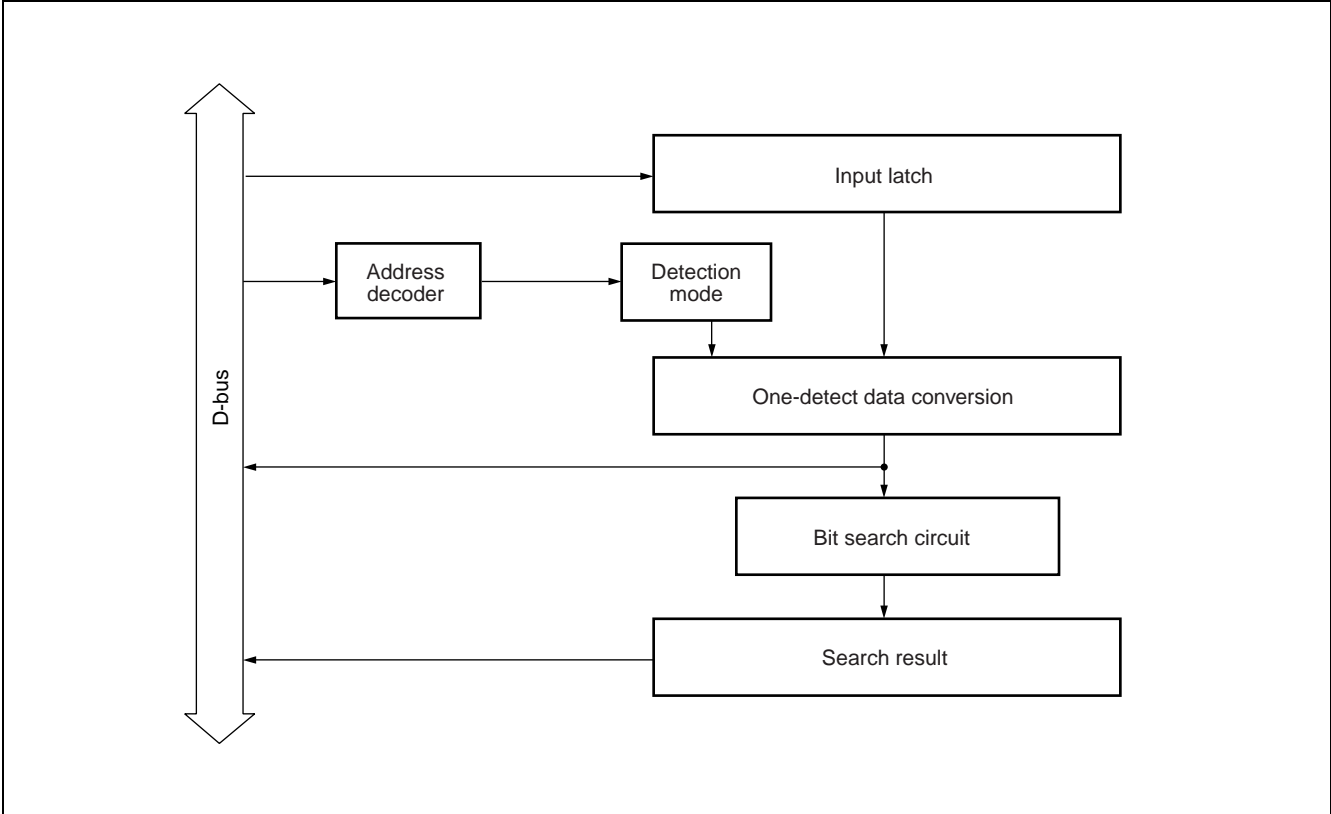 Input latch
Address
decoder
Detection
mode
D-bus
One-detect data conversion
Bit search circuit
Search result